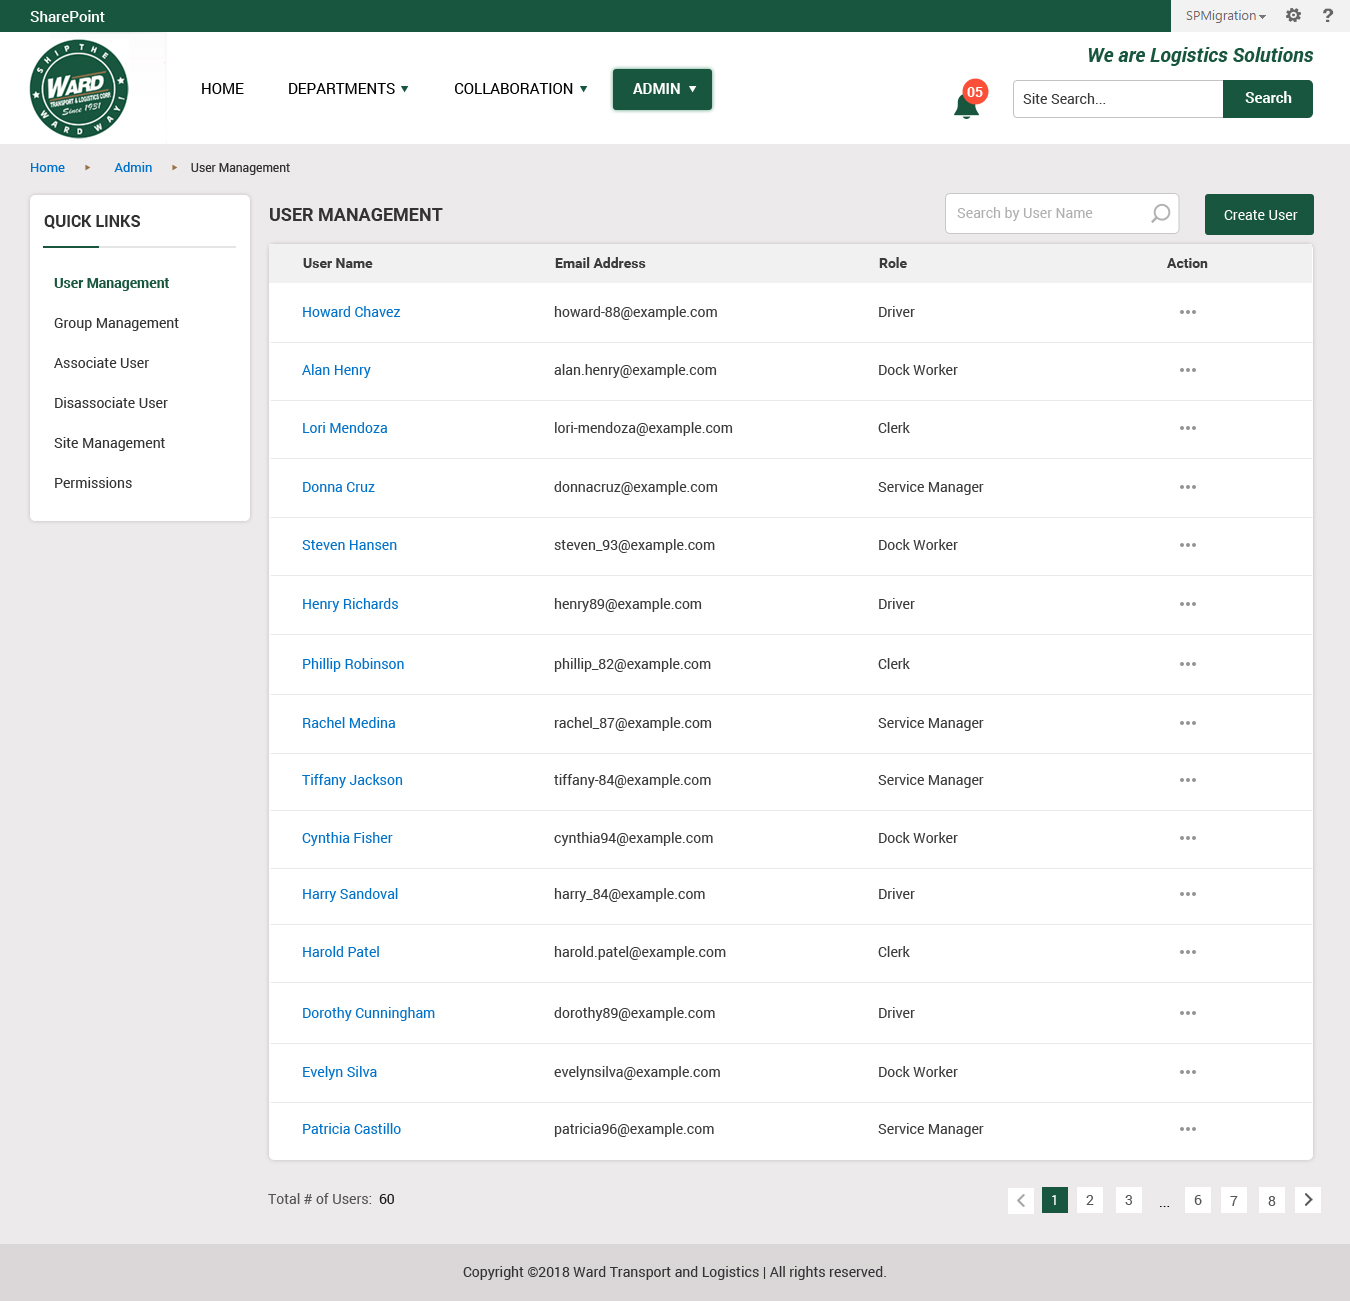 SharePoint
SPMigration
?
SHIP THE
WARD
TRANSPORT & LOGISTICS CORP.
Since 1931
WARD WAY!
HOME
DEPARTMENTS
COLLABORATION
ADMIN
We are Logistics Solutions
05
Site Search...
Search
Home
Admin
User Management
QUICK LINKS
User Management
Group Management
Associate User
Disassociate User
Site Management
Permissions
USER MANAGEMENT
Search by User Name
Create User
User Name Email Address Role Action
Howard Chavez howard-88@example.com Driver
Alan Henry alan.henry@example.com Dock Worker
Lori Mendoza lori-mendoza@example.com Clerk
Donna Cruz donnacruz@example.com Service Manager
Steven Hansen steven_93@example.com Dock Worker
Henry Richards henry89@example.com Driver
Phillip Robinson phillip_82@example.com Clerk
Rachel Medina rachel_87@example.com Service Manager
Tiffany Jackson tiffany-84@example.com Service Manager
Cynthia Fisher cynthia94@example.com Dock Worker
Harry Sandoval harry_84@example.com Driver
Harold Patel harold.patel@example.com Clerk
Dorothy Cunningham dorothy89@example.com Driver
Evelyn Silva evelynsilva@example.com Dock Worker
Patricia Castillo patricia96@example.com Service Manager
Total # of Users: 60
1 2 3 ... 6 7 8
Copyright ©2018 Ward Transport and Logistics | All rights reserved.